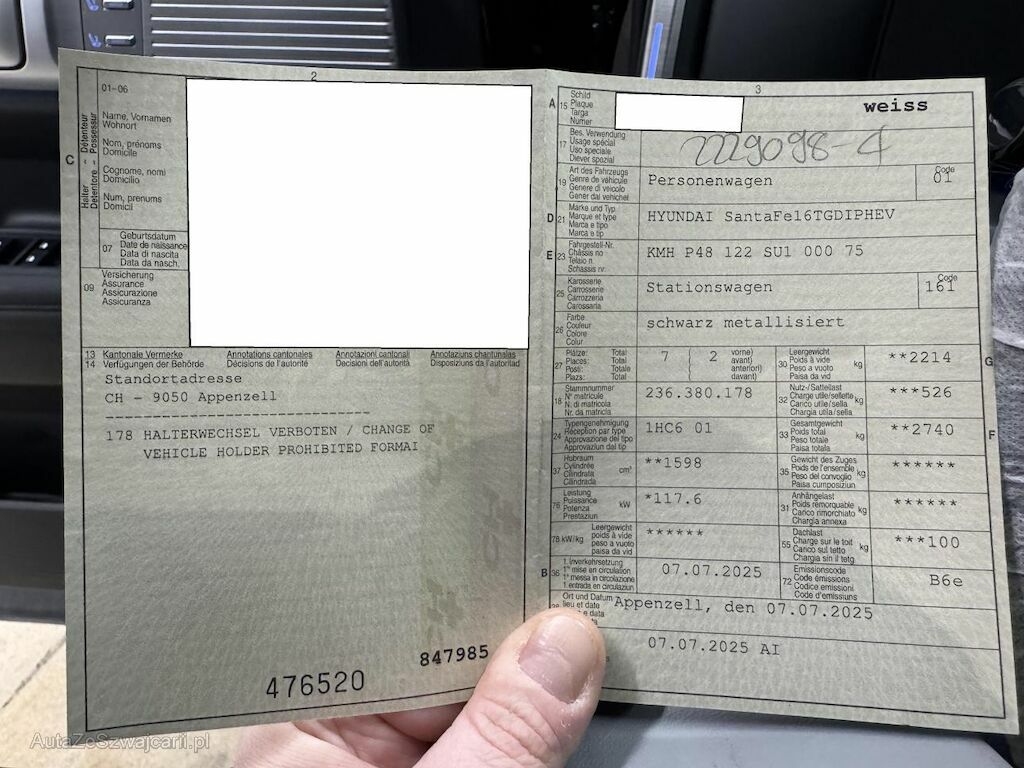 2
01-06
C
Halter Détenteur
Detentore Possessur
Name, Vornamen
Wohnort
Nom, prénoms
Domicile
Cognome, nomi
Domicilio
Num, prenums
Domicil
07
Geburtsdatum
Date de naissance
Data di nascita
Data da nasch.
09
Versicherung
Assurance
Assicurazione
Assicuranza
13 Kantonale Vermerke Annotations cantonales Annotazioni cantonali Annotaziuns chantunalas
14 Verfügungen der Behörde Décisions de l'autorité Decisioni dell'autorità Disposiziuns da l'autoritad
Standortadresse
CH - 9050 Appenzell
------------------------------
178 HALTERWECHSEL VERBOTEN / CHANGE OF
VEHICLE HOLDER PROHIBITED FORMAI
476520
847985
3
A 15
Schild
Plaque
Targa
Numer
weiss
17
Bes. Verwendung
Usage spécial
Uso speciale
Diever spezial
2229098-4
19
Art des Fahrzeugs
Genre de véhicule
Genere di veicolo
Gener dal vehichel
Personenwagen
Code
01
D 21
Marke und Typ
Marque et type
Marca e tipo
Marca e tip
HYUNDAI SantaFe16TGDIPHEV
E 23
Fahrgestell-Nr.
Châssis no
Telaio n.
Schassis nr.
KMH P48 122 SU1 000 75
25
Karosserie
Carrosserie
Carrozzeria
Carossaria
Stationswagen
Code
161
26
Farbe
Couleur
Colore
Colur
schwarz metallisiert
27
Plätze: Total
Places: Total
Posti: Totale
Plazs: Total
7 ( 2 vorne)
( avant)
( anteriori)
( davant)
30
Leergewicht
Poids à vide
Peso a vuoto
Paisa da vid
kg
**2214
G
18
Stammnummer
N° matricule
N. di matricola
Nr. da matricla
236.380.178
32
Nutz-/Sattellast
Charge utile/sellette
Carico utile/sella
Chargia utila/sella
kg
***526
24
Typengenehmigung
Réception par type
Approvazione del tipo
Approvaziun dal tip
1HC6 01
33
Gesamtgewicht
Poids total
Peso totale
Paisa totala
kg
**2740
F
37
Hubraum
Cylindrée
Cilindrata
Cilindrada
cm³
**1598
35
Gewicht des Zuges
Poids de l'ensemble
Peso del convoglio
Paisa cumposiziun
kg
******
76
Leistung
Puissance
Potenza
Prestaziun
kW
*117.6
31
Anhängelast
Poids remorquable
Carico rimorchiato
Chargia annexa
kg
******
78 kW/kg
Leergewicht
poids à vide
peso a vuoto
paisa da vid
******
55
Dachlast
Charge sur le toit
Carico sul tetto
Chargia sin il tetg
kg
***100
B 36
1. Inverkehrsetzung
1re mise en circulation
1a messa in circolazione
1. entrada en circulaziun
07.07.2025
72
Emissionscode
Code émissions
Codice emissioni
Code d'emissiuns
B6e
38
Ort und Datum
lieu et date
e data
Appenzell, den 07.07.2025
07.07.2025 AI
AutaZeSzwajcarii.pl